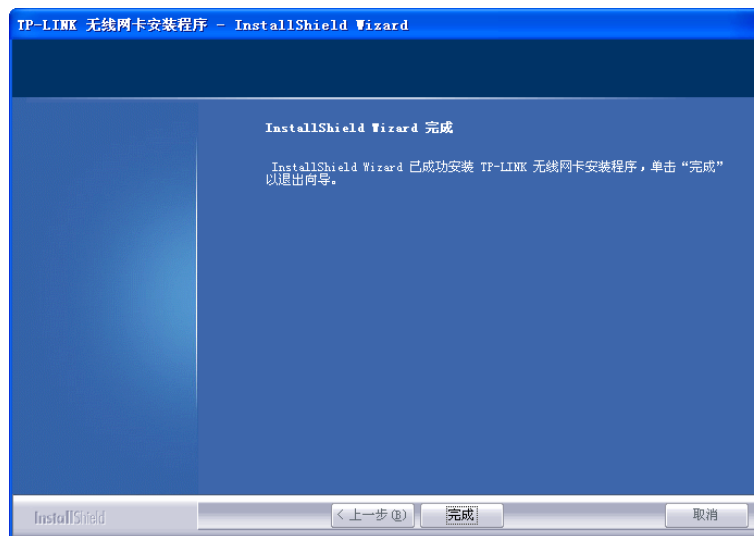 TP-LINK 无线网卡安装程序 - InstallShield Wizard
InstallShield Wizard 完成
InstallShield Wizard 已成功安装 TP-LINK 无线网卡安装程序，单击“完成”
以退出向导。
InstallShield
< 上一步(B)
完成
取消